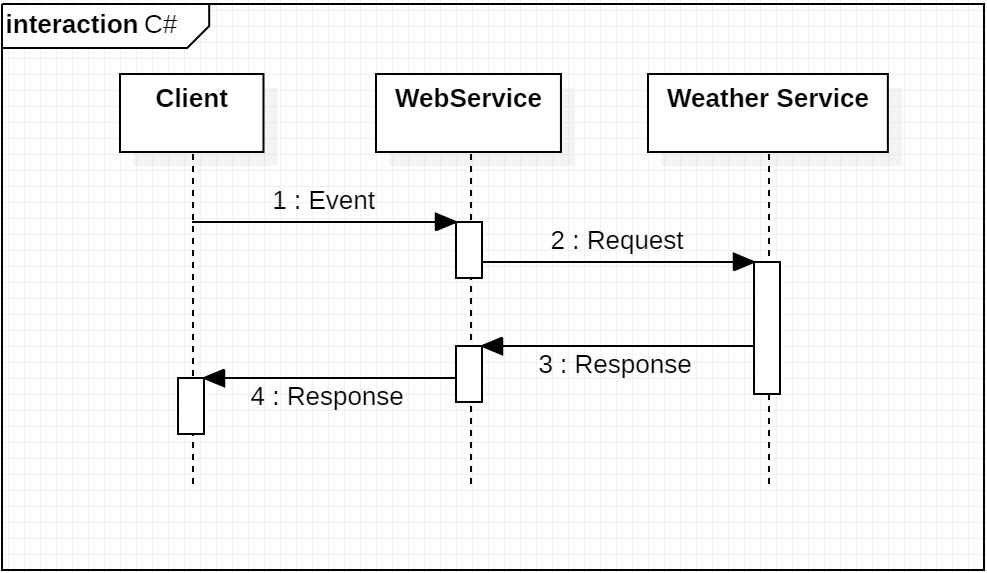 interaction C#
Client
WebService
Weather Service
1 : Event
2 : Request
3 : Response
4 : Response